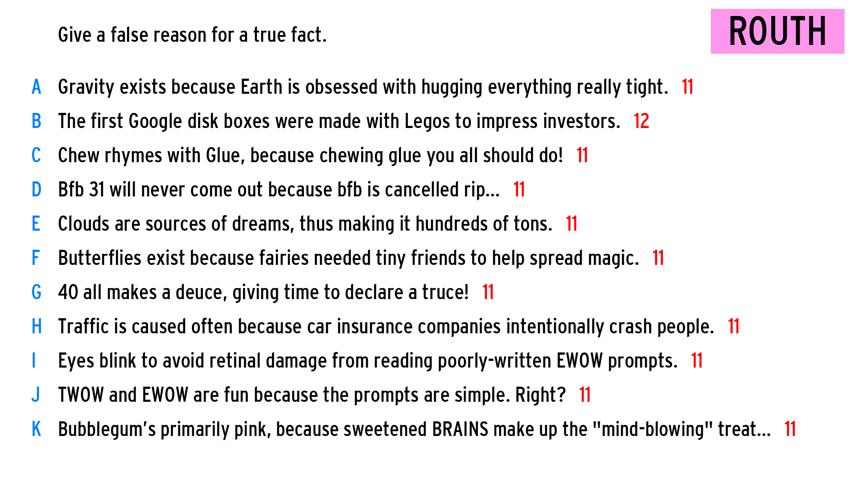 Give a false reason for a true fact.
ROUTH
A Gravity exists because Earth is obsessed with hugging everything really tight. 11
B The first Google disk boxes were made with Legos to impress investors. 12
C Chew rhymes with Glue, because chewing glue you all should do! 11
D Bfb 31 will never come out because bfb is cancelled rip... 11
E Clouds are sources of dreams, thus making it hundreds of tons. 11
F Butterflies exist because fairies needed tiny friends to help spread magic. 11
G 40 all makes a deuce, giving time to declare a truce! 11
H Traffic is caused often because car insurance companies intentionally crash people. 11
I Eyes blink to avoid retinal damage from reading poorly-written EWOW prompts. 11
J TWOW and EWOW are fun because the prompts are simple. Right? 11
K Bubblegum's primarily pink, because sweetened BRAINS make up the "mind-blowing" treat... 11